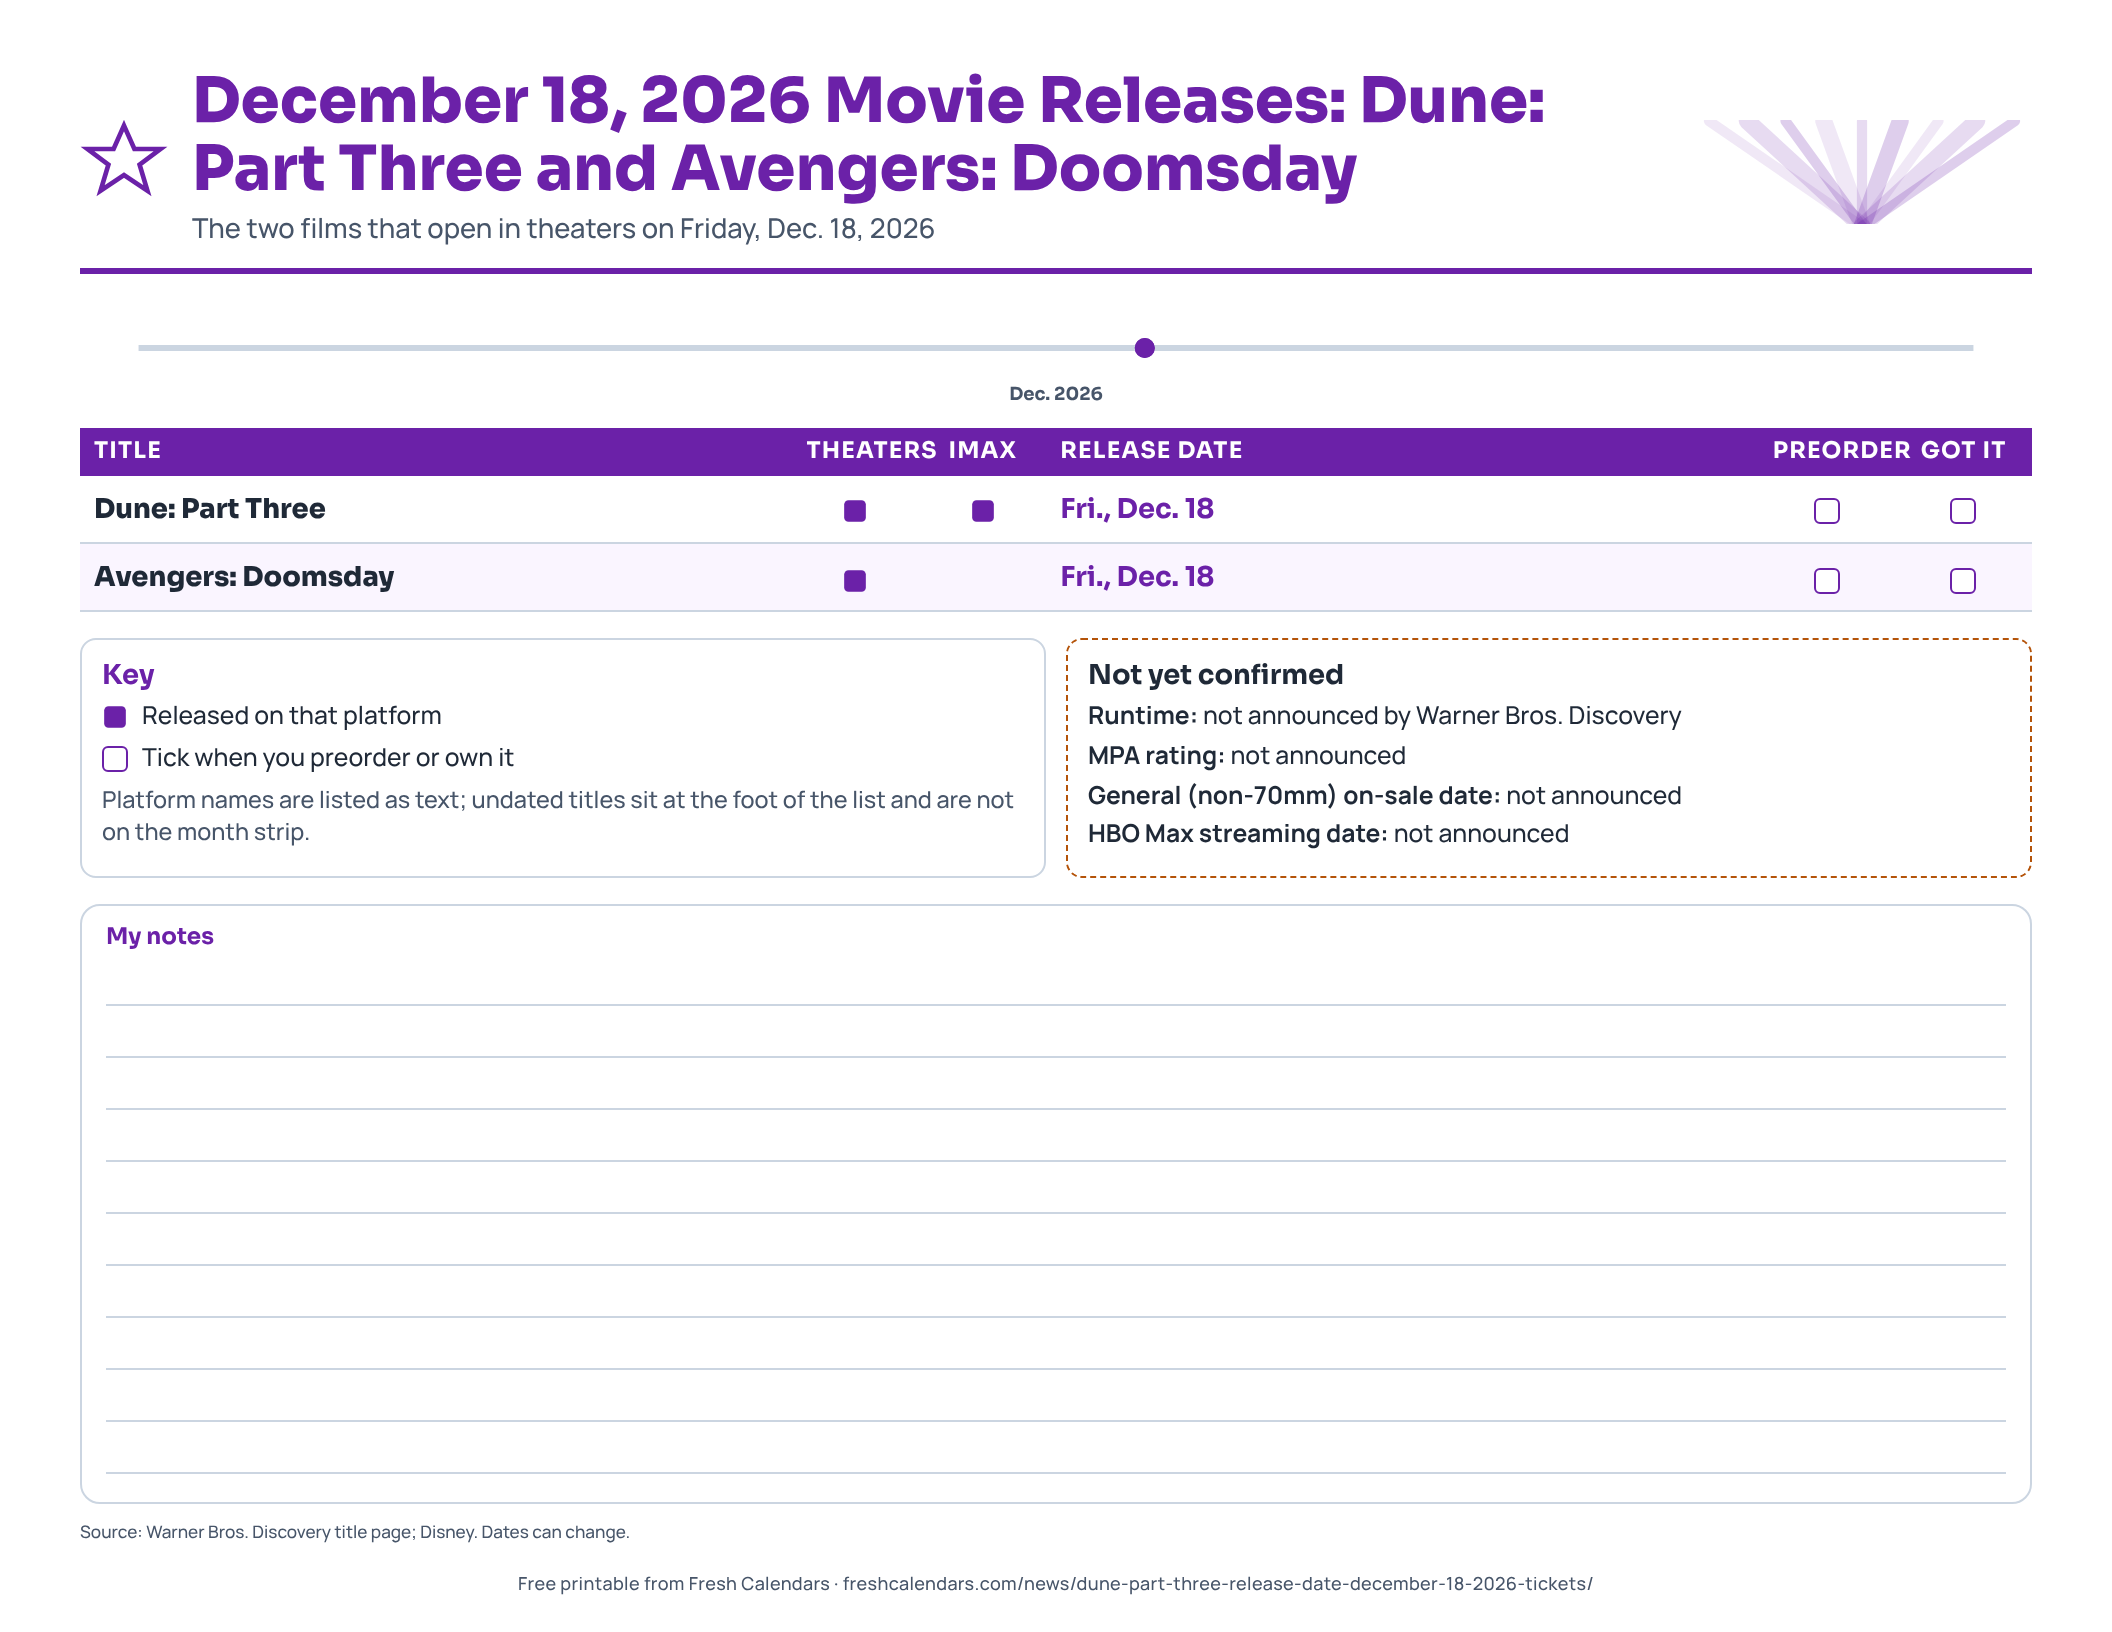 December 18, 2026 Movie Releases: Dune:
Part Three and Avengers: Doomsday
The two films that open in theaters on Friday, Dec. 18, 2026
Dec. 2026
TITLE THEATERS IMAX RELEASE DATE PREORDER GOT IT
Dune: Part Three Fri., Dec. 18
Avengers: Doomsday Fri., Dec. 18
Key
Released on that platform
Tick when you preorder or own it
Platform names are listed as text; undated titles sit at the foot of the list and are not
on the month strip.
Not yet confirmed
Runtime: not announced by Warner Bros. Discovery
MPA rating: not announced
General (non-70mm) on-sale date: not announced
HBO Max streaming date: not announced
My notes
Source: Warner Bros. Discovery title page; Disney. Dates can change.
Free printable from Fresh Calendars · freshcalendars.com/news/dune-part-three-release-date-december-18-2026-tickets/